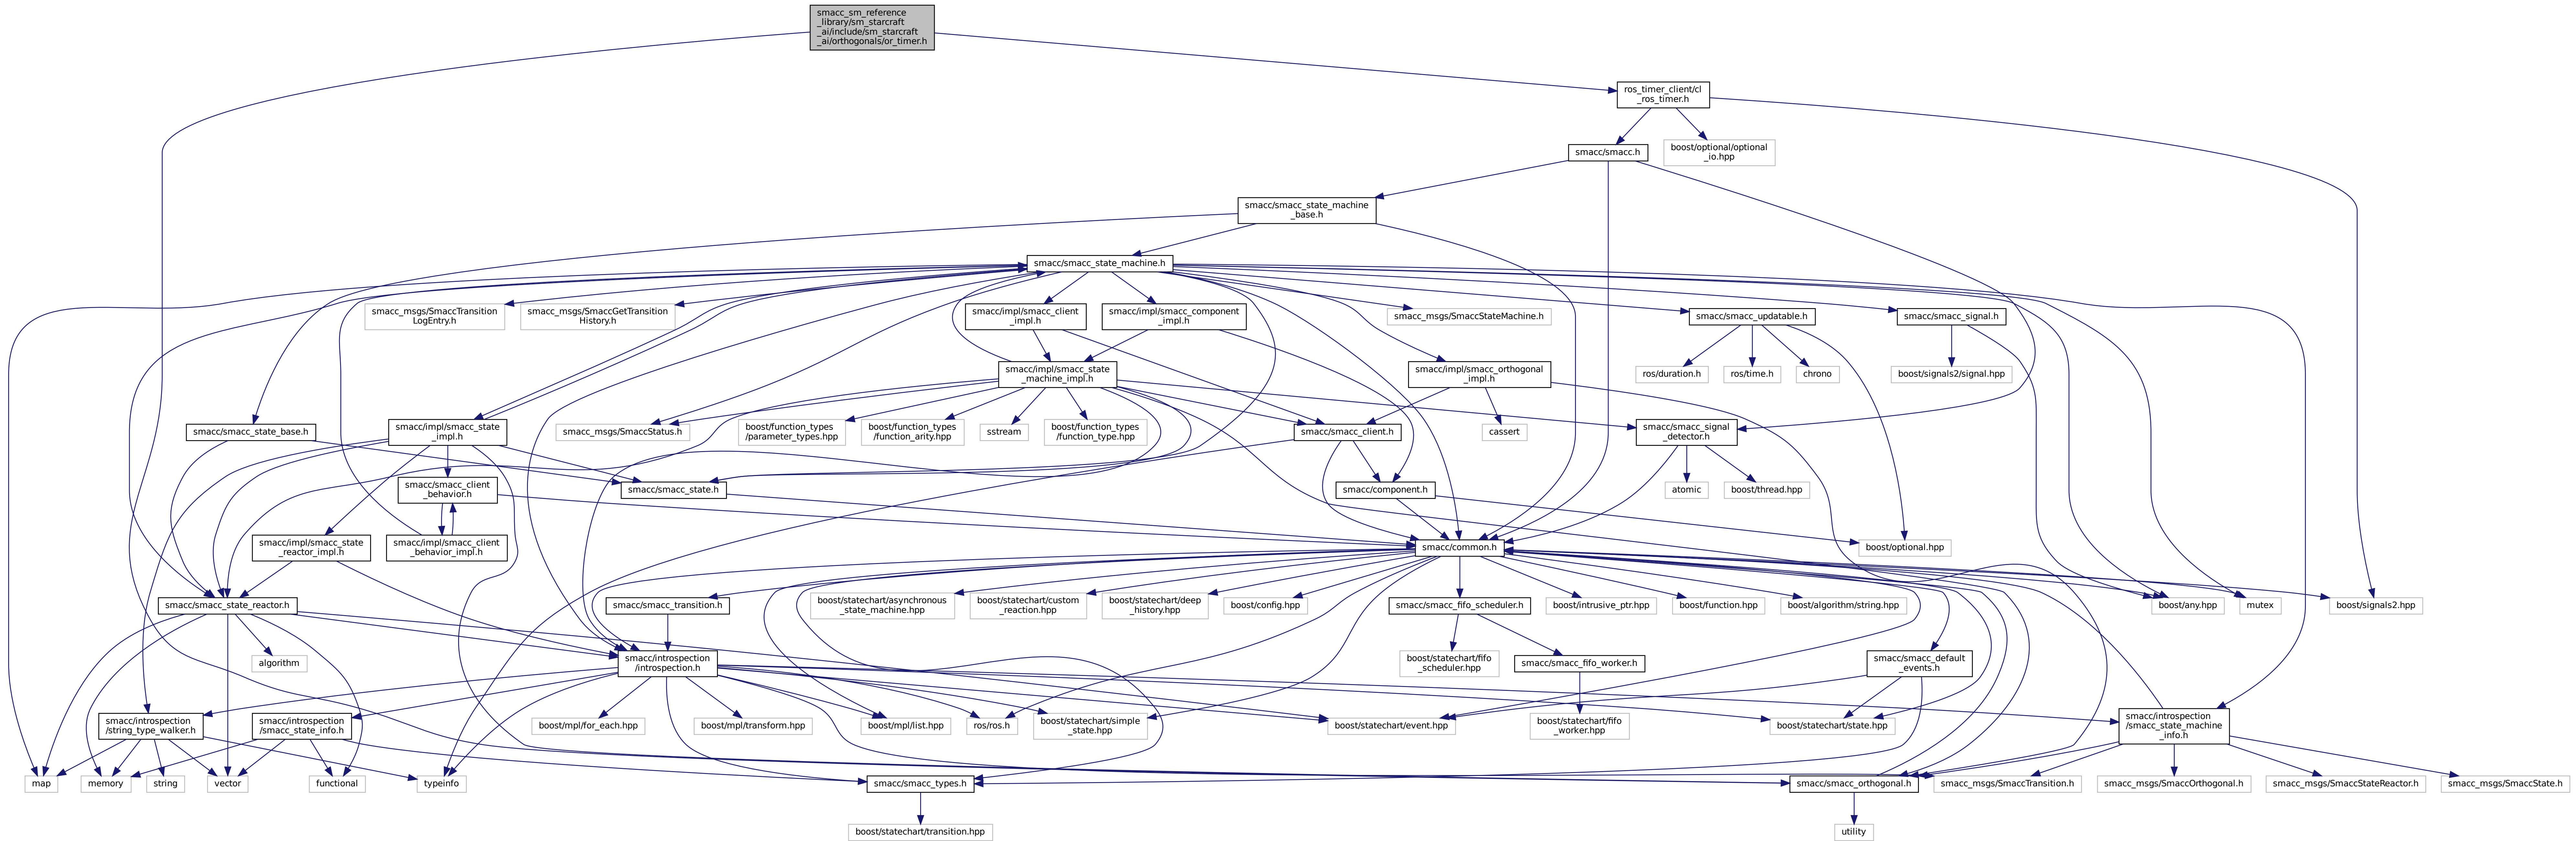 smacc_sm_reference
_library/sm_starcraft
_ai/include/sm_starcraft
_ai/orthogonals/or_timer.h
ros_timer_client/cl
_ros_timer.h
smacc/smacc.h
boost/optional/optional
_io.hpp
smacc/smacc_state_machine
_base.h
smacc/smacc_state_machine.h
smacc_msgs/SmaccTransition
LogEntry.h
smacc_msgs/SmaccGetTransition
History.h
smacc/impl/smacc_client
_impl.h
smacc/impl/smacc_component
_impl.h
smacc_msgs/SmaccStateMachine.h
smacc/smacc_updatable.h
smacc/smacc_signal.h
smacc/impl/smacc_state
_machine_impl.h
smacc/impl/smacc_orthogonal
_impl.h
ros/duration.h
ros/time.h
chrono
boost/signals2/signal.hpp
smacc/smacc_state_base.h
smacc/impl/smacc_state
_impl.h
smacc_msgs/SmaccStatus.h
boost/function_types
/parameter_types.hpp
boost/function_types
/function_arity.hpp
sstream
boost/function_types
/function_type.hpp
smacc/smacc_client.h
cassert
smacc/smacc_signal
_detector.h
smacc/smacc_client
_behavior.h
smacc/smacc_state.h
smacc/component.h
atomic
boost/thread.hpp
smacc/impl/smacc_state
_reactor_impl.h
smacc/impl/smacc_client
_behavior_impl.h
smacc/common.h
boost/optional.hpp
smacc/smacc_state_reactor.h
smacc/smacc_transition.h
boost/statechart/asynchronous
_state_machine.hpp
boost/statechart/custom
_reaction.hpp
boost/statechart/deep
_history.hpp
boost/config.hpp
smacc/smacc_fifo_scheduler.h
boost/intrusive_ptr.hpp
boost/function.hpp
boost/algorithm/string.hpp
boost/any.hpp
mutex
boost/signals2.hpp
algorithm
smacc/introspection
/introspection.h
boost/statechart/fifo
_scheduler.hpp
smacc/smacc_fifo_worker.h
smacc/smacc_default
_events.h
smacc/introspection
/string_type_walker.h
smacc/introspection
/smacc_state_info.h
boost/mpl/for_each.hpp
boost/mpl/transform.hpp
boost/mpl/list.hpp
ros/ros.h
boost/statechart/simple
_state.hpp
boost/statechart/event.hpp
boost/statechart/fifo
_worker.hpp
boost/statechart/state.hpp
smacc/introspection
/smacc_state_machine
_info.h
map
memory
string
vector
functional
typeinfo
smacc/smacc_types.h
smacc/smacc_orthogonal.h
smacc_msgs/SmaccTransition.h
smacc_msgs/SmaccOrthogonal.h
smacc_msgs/SmaccStateReactor.h
smacc_msgs/SmaccState.h
boost/statechart/transition.hpp
utility